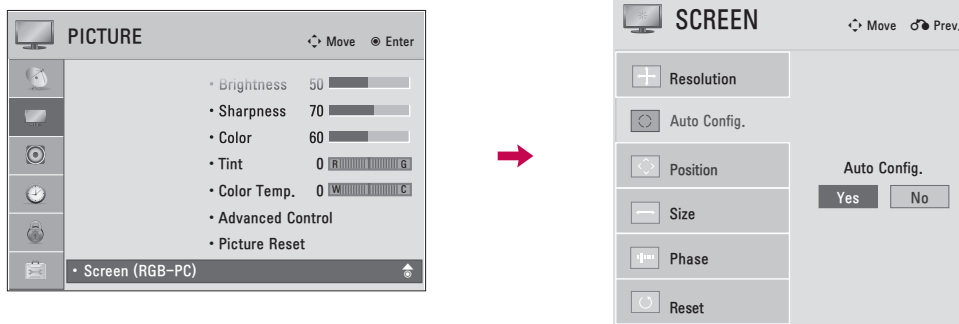 PICTURE
Move Enter
• Brightness 50
• Sharpness 70
• Color 60
• Tint 0 R G
• Color Temp. 0 W C
• Advanced Control
• Picture Reset
• Screen (RGB-PC)
SCREEN
Move Prev.
Resolution
Auto Config.
Position
Size
Phase
Reset
Auto Config.
Yes No